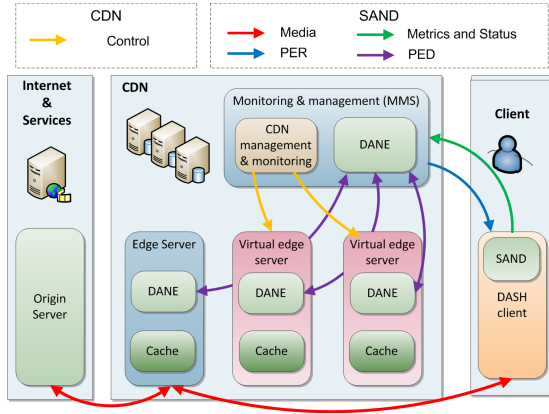 CDN
Control
SAND
Media
Metrics and Status
PER
PED
Internet
&
Services
Origin
Server
CDN
Monitoring & management (MMS)
CDN
management
& monitoring
DANE
Edge Server
DANE
Cache
Virtual edge
server
DANE
Cache
Virtual edge
server
DANE
Cache
Client
SAND
DASH
client